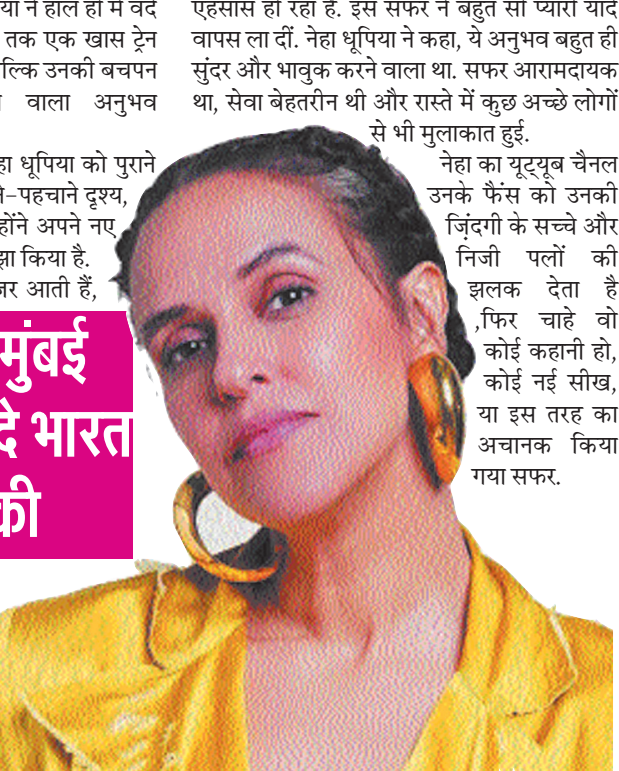 ने हाल ही में वंदे
तक एक खास ट्रेन
उनकी बचपन
वाला अनुभव
धूपिया को पुराने
पहचाने दृश्य,
अपने नए
किया है.
आती हैं,
मुंबई
भारत
की
एहसास हो रहा है. इस सफर ने बहुत सी प्यारी यादें
वापस ला दीं. नेहा धूपिया ने कहा, ये अनुभव बहुत ही
सुंदर और भावुक करने वाला था. सफर आरामदायक
था, सेवा बेहतरीन थी और रास्ते में कुछ अच्छे लोगों
से भी मुलाकात हुई.
नेहा का यूट्यूब चैनल
उनके फैंस को उनकी
ज़िंदगी के सच्चे और
निजी पलों की
झलक देता है
,फिर चाहे वो
कोई कहानी हो,
कोई नई सीख,
या इस तरह का
अचानक किया
गया सफर.